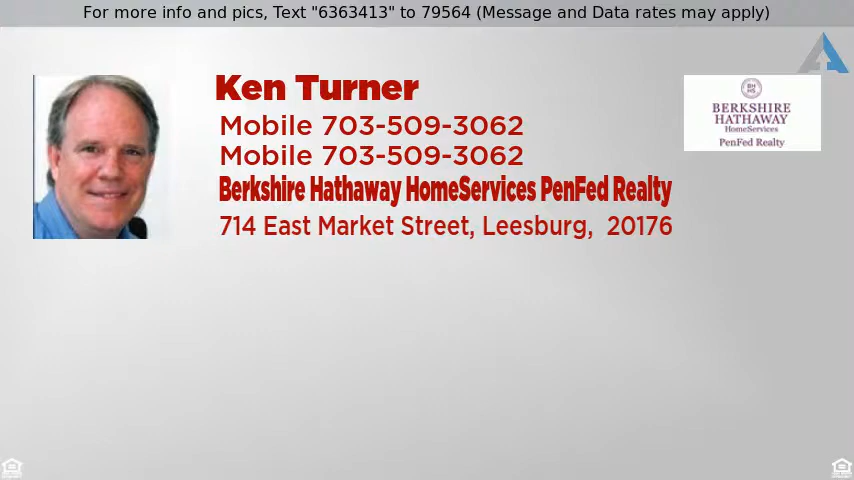 For more info and pics, Text "6363413" to 79564 (Message and Data rates may apply)
Ken Turner
Mobile 703-509-3062
Mobile 703-509-3062
Berkshire Hathaway HomeServices PenFed Realty
714 East Market Street, Leesburg,  20176
BH
HS
BERKSHIRE
HATHAWAY
HomeServices
PenFed Realty